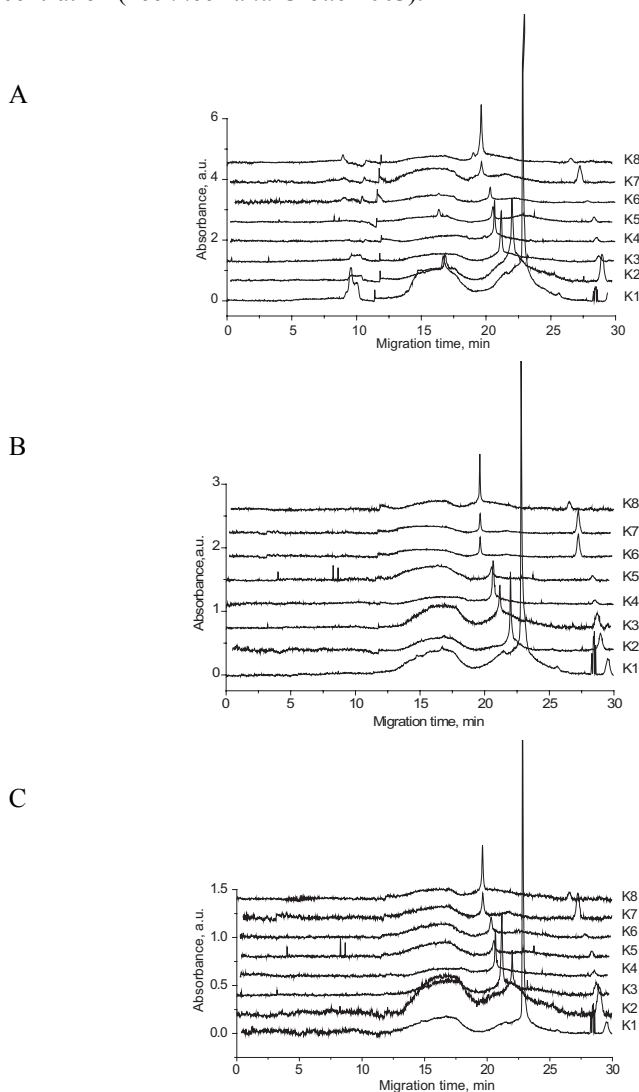 A
6
4
2
0
Absorbance, a.u.
K8
K7
K6
K5
K4
K3
K2
K1
0 5 10 15 20 25 30
Migration time, min
B
3
2
1
0
Absorbance,a.u.
K8
K7
K6
K5
K4
K3
K2
K1
0 5 10 15 20 25 30
Migration time, min
C
1.5
1.0
0.5
0.0
Absorbance, a.u.
K8
K7
K6
K5
K4
K3
K2
K1
0 5 10 15 20 25 30
Migration time, min